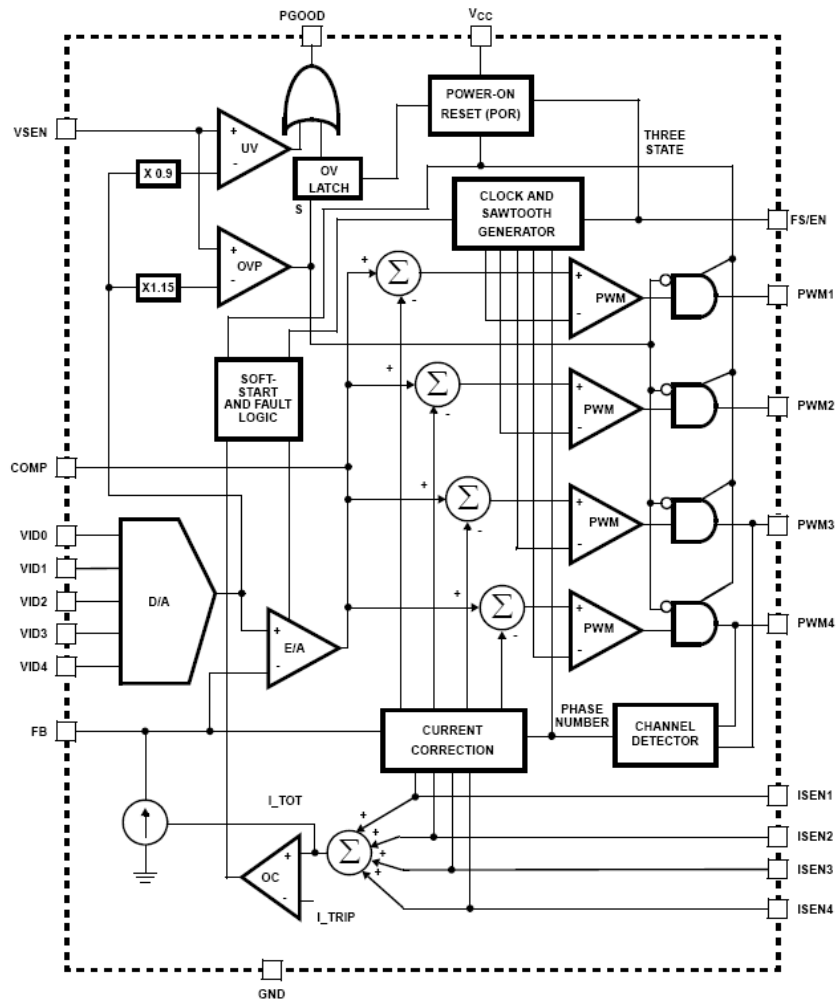 PGOOD
VCC
POWER-ON
RESET (POR)
VSEN
+
UV
-
THREE
STATE
X 0.9
OV
LATCH
CLOCK AND
SAWTOOTH
GENERATOR
S
FS/EN
+
OVP
-
X1.15
+
Σ
-
+
PWM
-
PWM1
SOFT-
START
AND FAULT
LOGIC
+
Σ
-
+
PWM
-
PWM2
COMP
+
Σ
-
+
PWM
-
PWM3
VID0
VID1
VID2
VID3
VID4
D/A
+
E/A
-
+
Σ
-
+
PWM
-
PWM4
FB
CURRENT
CORRECTION
PHASE
NUMBER
CHANNEL
DETECTOR
I_TOT
ISEN1
+
+
+
+
Σ
ISEN2
ISEN3
ISEN4
+
OC
-
I_TRIP
GND